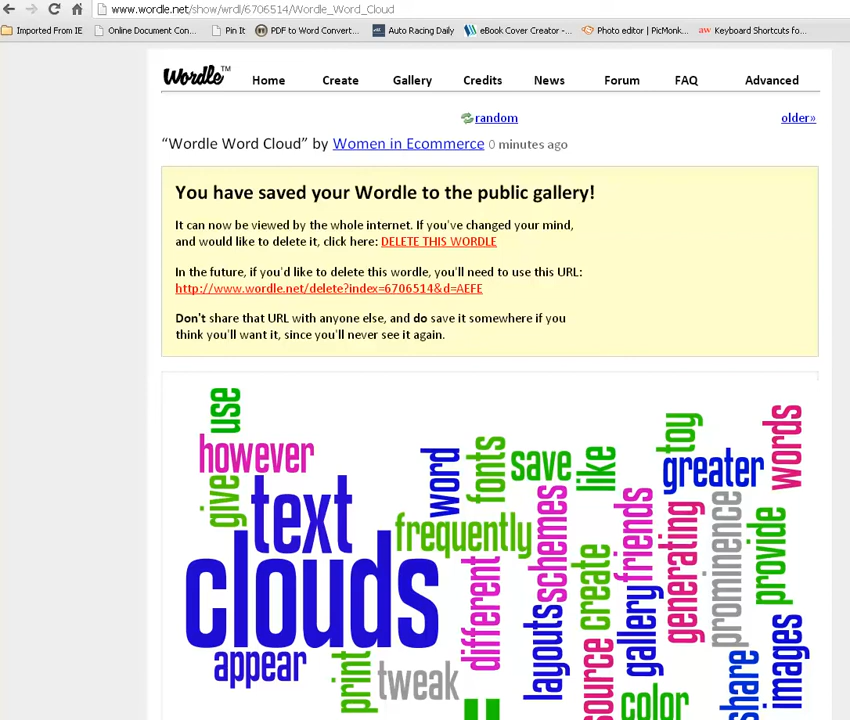 www.wordle.net/show/wrdl/6706514/Wordle_Word_Cloud
Imported From IE Online Document Con... Pin It PDF to Word Convert... Auto Racing Daily eBook Cover Creator -... Photo editor | PicMonk... aw Keyboard Shortcuts fo...
Wordle™ Home Create Gallery Credits News Forum FAQ Advanced
random older»
“Wordle Word Cloud” by Women in Ecommerce 0 minutes ago
You have saved your Wordle to the public gallery!
It can now be viewed by the whole internet. If you've changed your mind,
and would like to delete it, click here: DELETE THIS WORDLE
In the future, if you'd like to delete this wordle, you'll need to use this URL:
http://www.wordle.net/delete?index=6706514&d=AEFE
Don't share that URL with anyone else, and do save it somewhere if you
think you'll want it, since you'll never see it again.
use
however
give
text
clouds
appear
print
tweak
frequently
word
fonts
save
like
different
schemes
layouts
create
source
friends
gallery
color
toy
greater
generating
prominence
provide
words
share
images